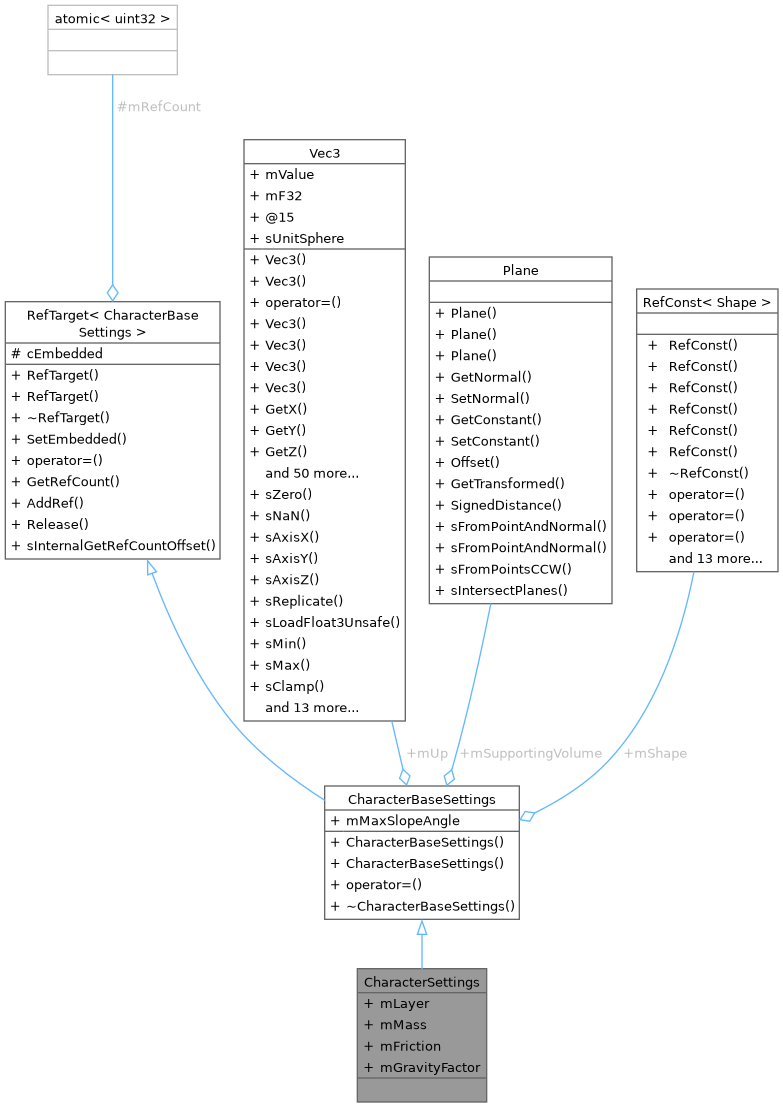 atomic< uint32 >
#mRefCount
RefTarget< CharacterBase
Settings >
# cEmbedded
+ RefTarget()
+ RefTarget()
+ ~RefTarget()
+ SetEmbedded()
+ operator=()
+ GetRefCount()
+ AddRef()
+ Release()
+ sInternalGetRefCountOffset()
Vec3
+ mValue
+ mF32
+ @15
+ sUnitSphere
+ Vec3()
+ Vec3()
+ operator=()
+ Vec3()
+ Vec3()
+ Vec3()
+ Vec3()
+ GetX()
+ GetY()
+ GetZ()
and 50 more...
+ sZero()
+ sNaN()
+ sAxisX()
+ sAxisY()
+ sAxisZ()
+ sReplicate()
+ sLoadFloat3Unsafe()
+ sMin()
+ sMax()
+ sClamp()
and 13 more...
Plane
+ Plane()
+ Plane()
+ Plane()
+ GetNormal()
+ SetNormal()
+ GetConstant()
+ SetConstant()
+ Offset()
+ GetTransformed()
+ SignedDistance()
+ sFromPointAndNormal()
+ sFromPointAndNormal()
+ sFromPointsCCW()
+ sIntersectPlanes()
RefConst< Shape >
+ RefConst()
+ RefConst()
+ RefConst()
+ RefConst()
+ RefConst()
+ RefConst()
+ ~RefConst()
+ operator=()
+ operator=()
+ operator=()
and 13 more...
+mUp
+mSupportingVolume
+mShape
CharacterBaseSettings
+ mMaxSlopeAngle
+ CharacterBaseSettings()
+ CharacterBaseSettings()
+ operator=()
+ ~CharacterBaseSettings()
CharacterSettings
+ mLayer
+ mMass
+ mFriction
+ mGravityFactor